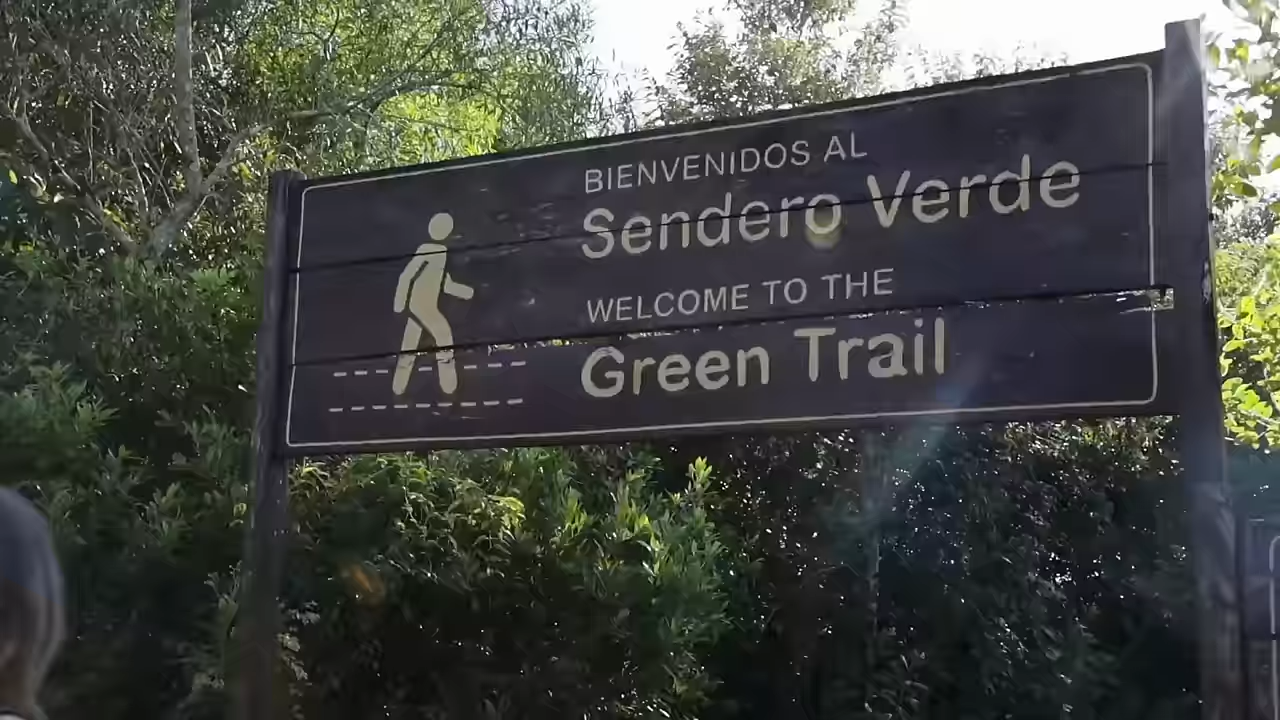 BIENVENIDOS AL
Sendero Verde
WELCOME TO THE
Green Trail